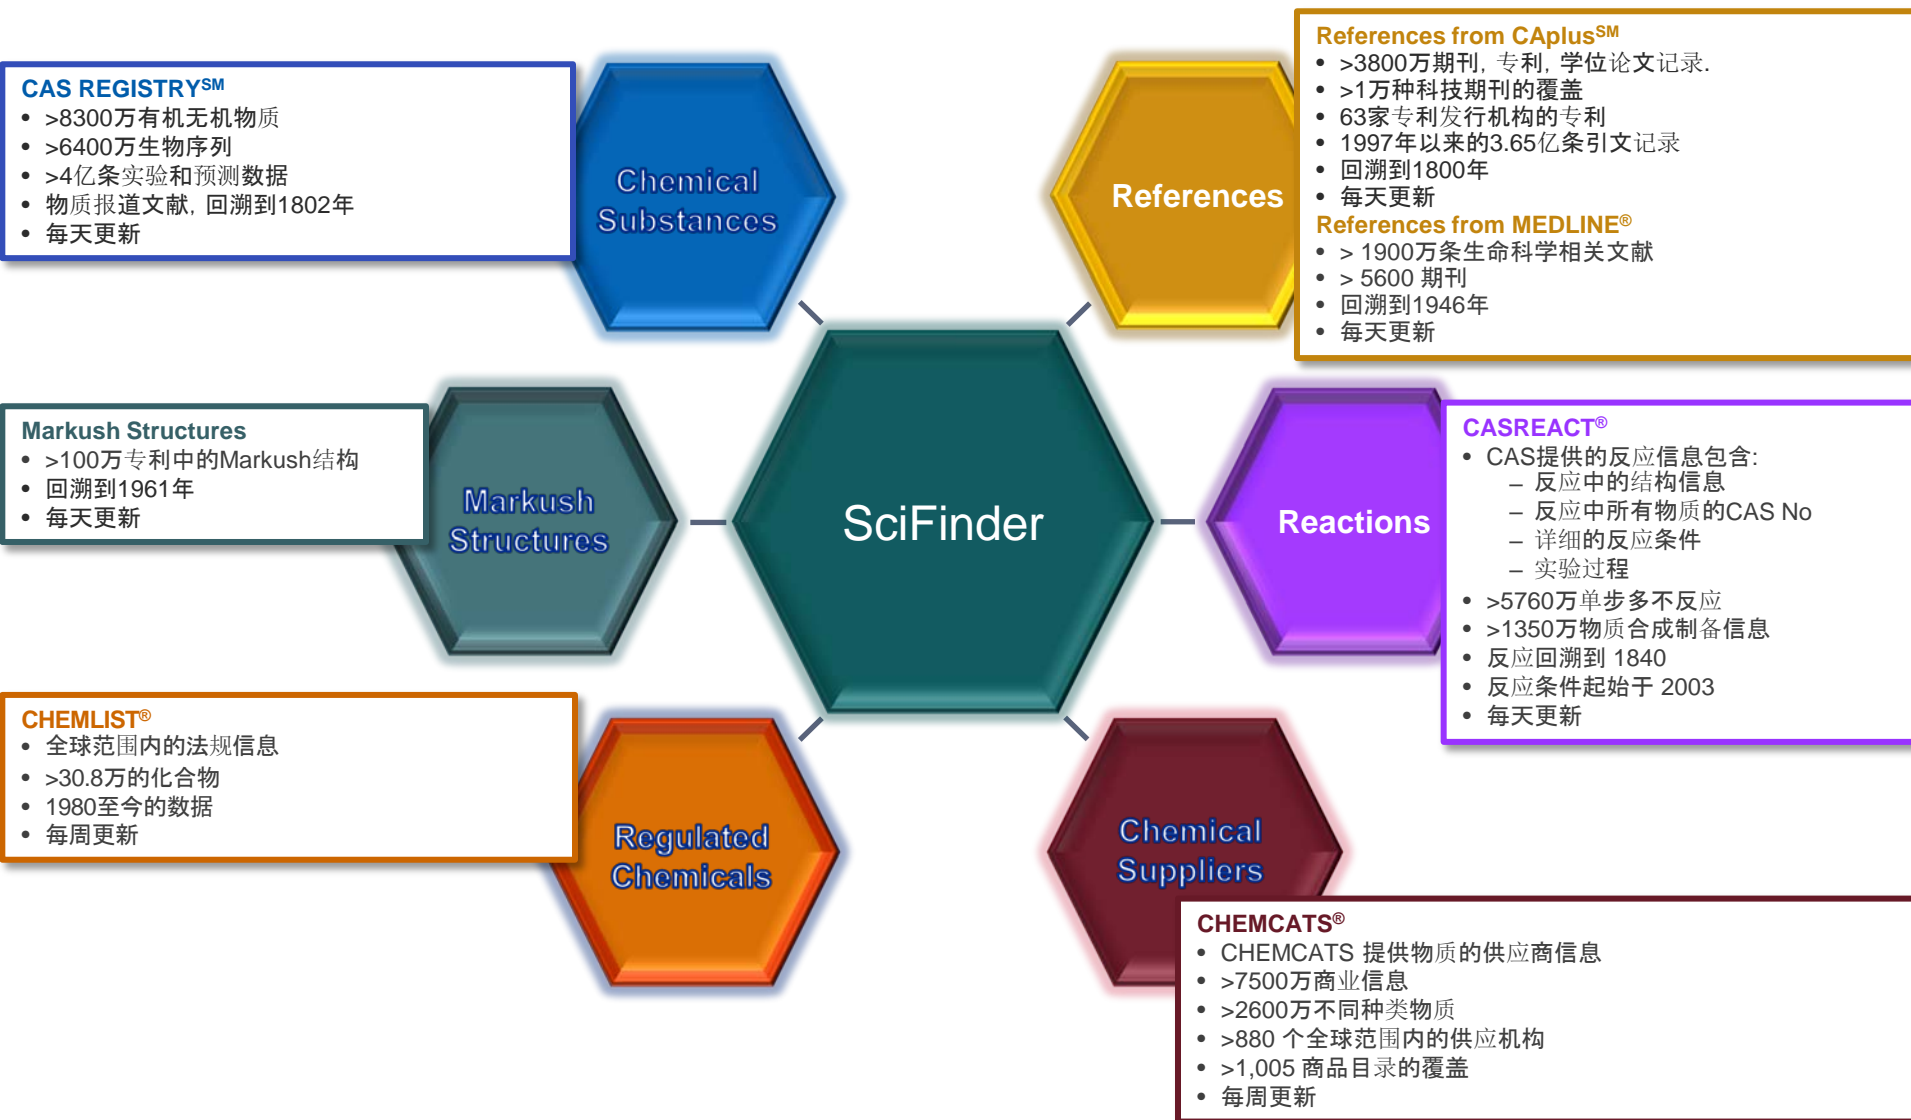 CAS REGISTRYSM
• >8300万有机无机物质
• >6400万生物序列
• >4亿条实验和预测数据
• 物质报道文献, 回溯到1802年
• 每天更新
Chemical
Substances
References
References from CAplusSM
• >3800万期刊, 专利, 学位论文记录.
• >1万种科技期刊的覆盖
• 63家专利发行机构的专利
• 1997年以来的3.65亿条引文记录
• 回溯到1800年
• 每天更新
References from MEDLINE®
• > 1900万条生命科学相关文献
• > 5600 期刊
• 回溯到1946年
• 每天更新
Markush Structures
• >100万专利中的Markush结构
• 回溯到1961年
• 每天更新
Markush
Structures
SciFinder
Reactions
CASREACT®
• CAS提供的反应信息包含:
– 反应中的结构信息
– 反应中所有物质的CAS No
– 详细的反应条件
– 实验过程
• >5760万单步多不反应
• >1350万物质合成制备信息
• 反应回溯到 1840
• 反应条件起始于 2003
• 每天更新
CHEMLIST®
• 全球范围内的法规信息
• >30.8万的化合物
• 1980至今的数据
• 每周更新
Regulated
Chemicals
Chemical
Suppliers
CHEMCATS®
• CHEMCATS 提供物质的供应商信息
• >7500万商业信息
• >2600万不同种类物质
• >880 个全球范围内的供应机构
• >1,005 商品目录的覆盖
• 每周更新